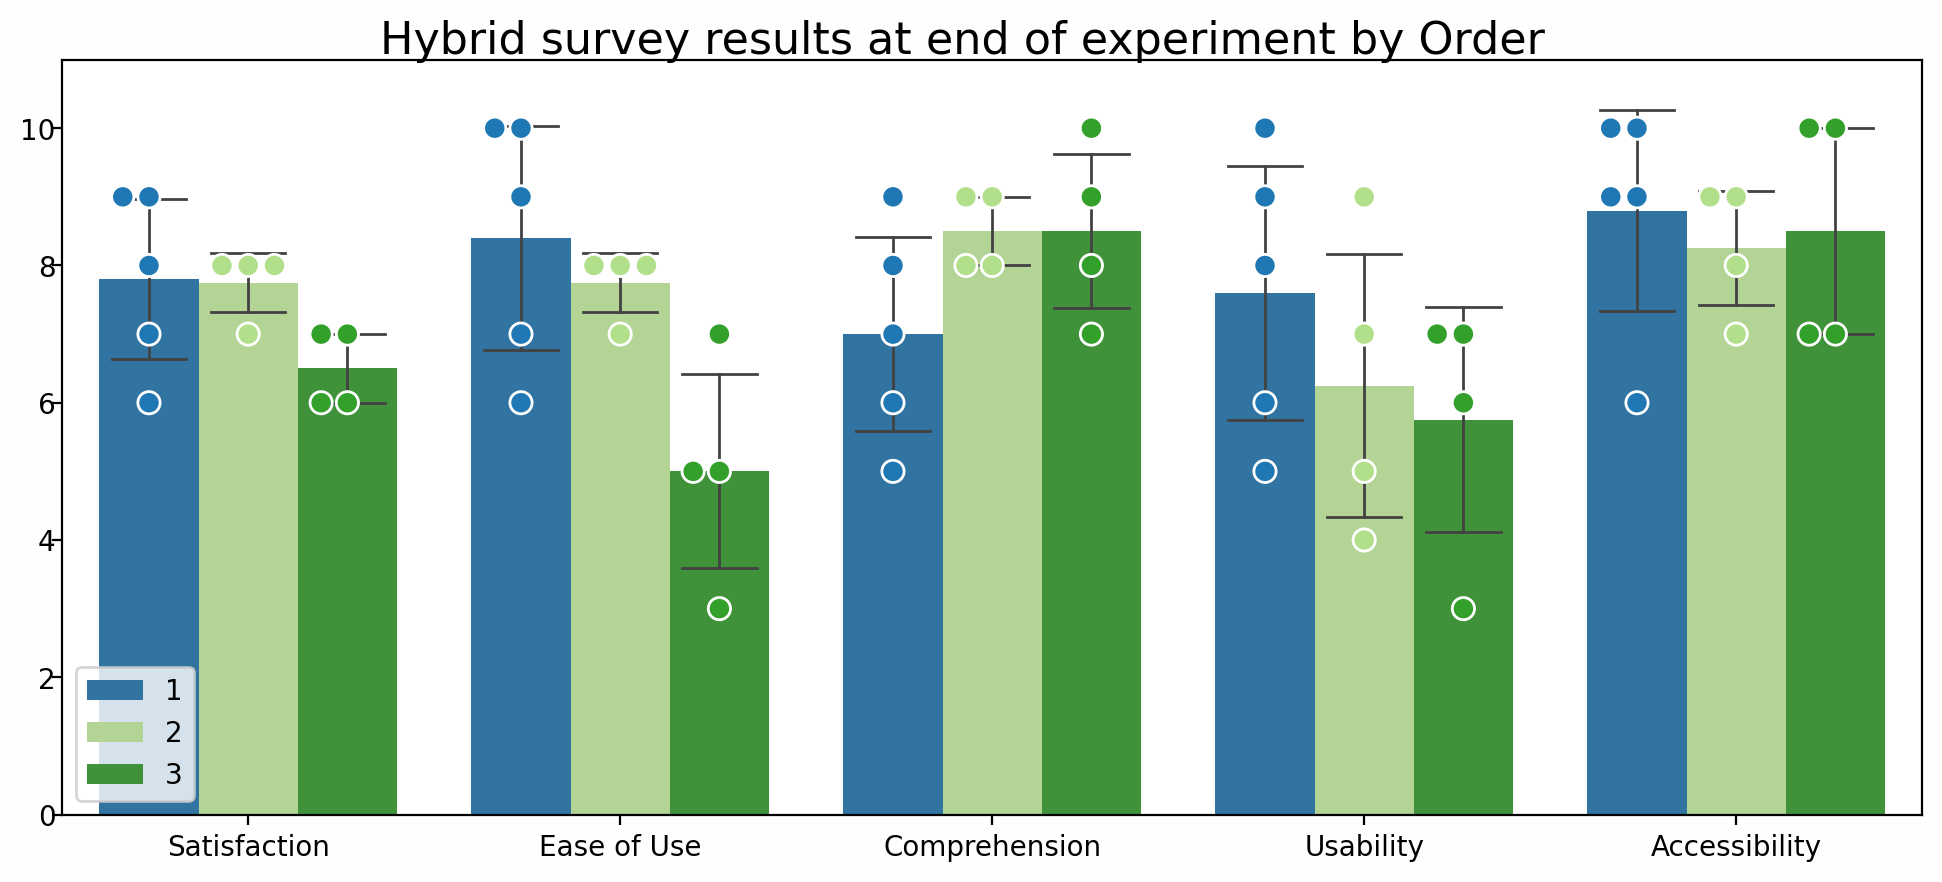 Hybrid survey results at end of experiment by Order
10
8
6
4
2
0
1
2
3
Satisfaction
Ease of Use
Comprehension
Usability
Accessibility